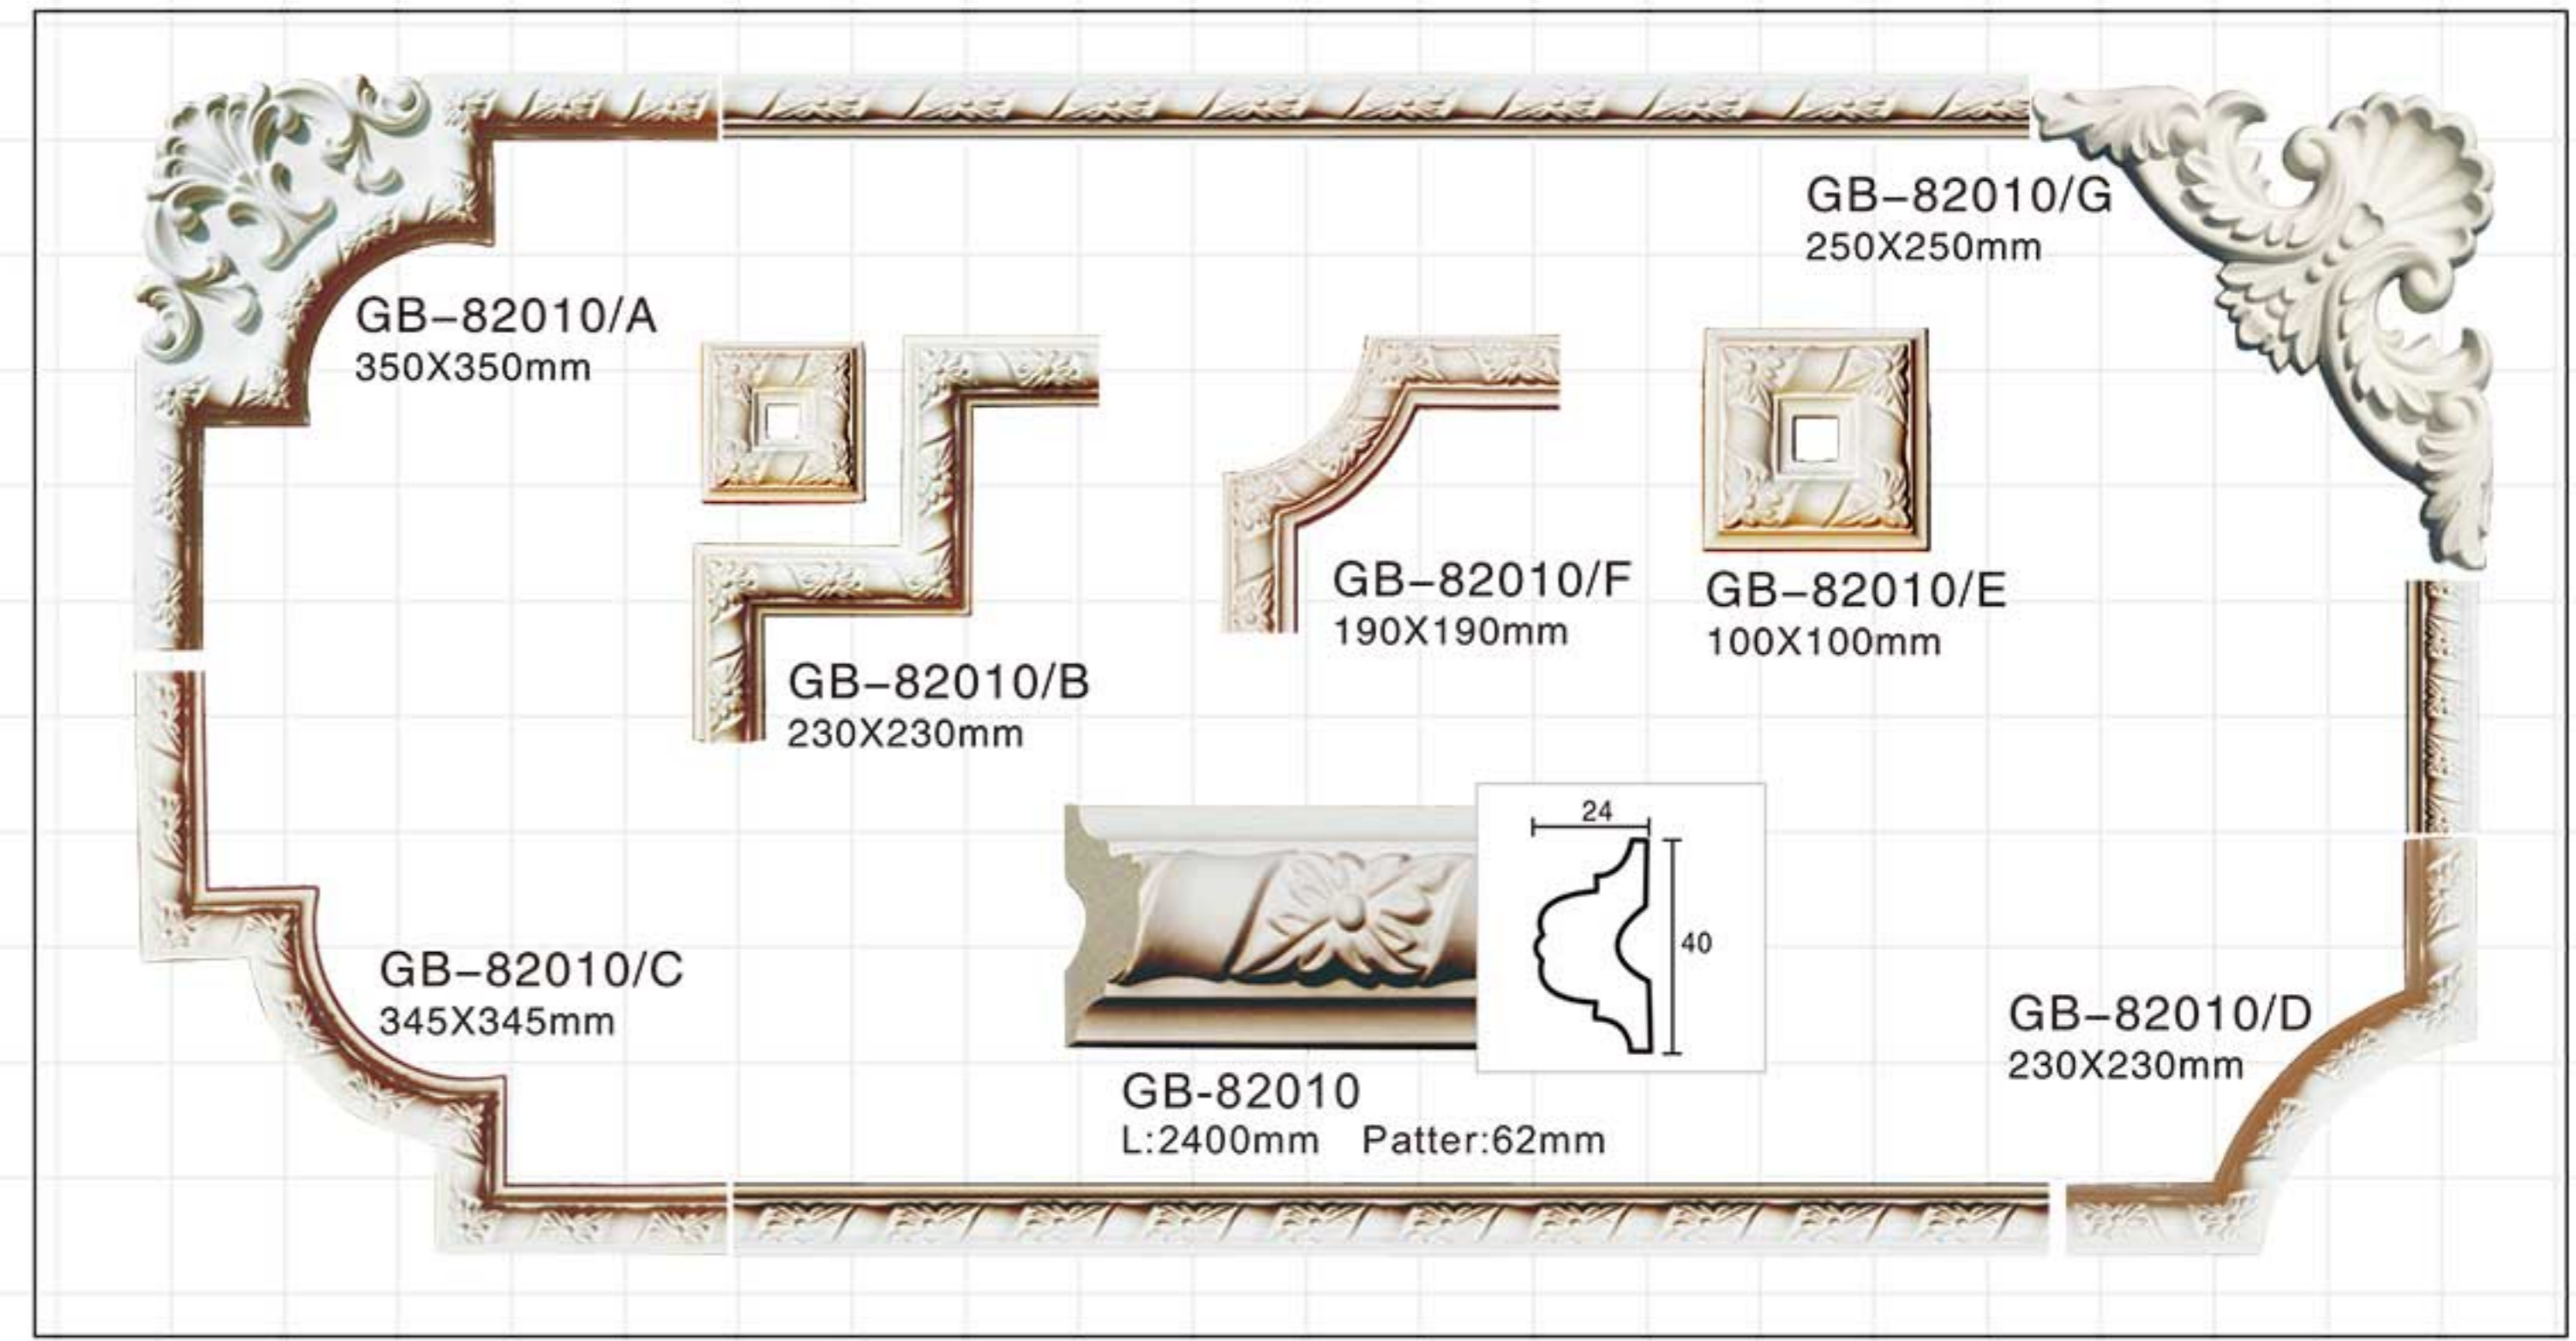 GB–82010/G
250X250mm
GB–82010/A
350X350mm
GB–82010/F
190X190mm
GB–82010/E
100X100mm
GB–82010/B
230X230mm
24
40
GB–82010/C
345X345mm
GB–82010/D
230X230mm
GB-82010
L:2400mm Patter:62mm